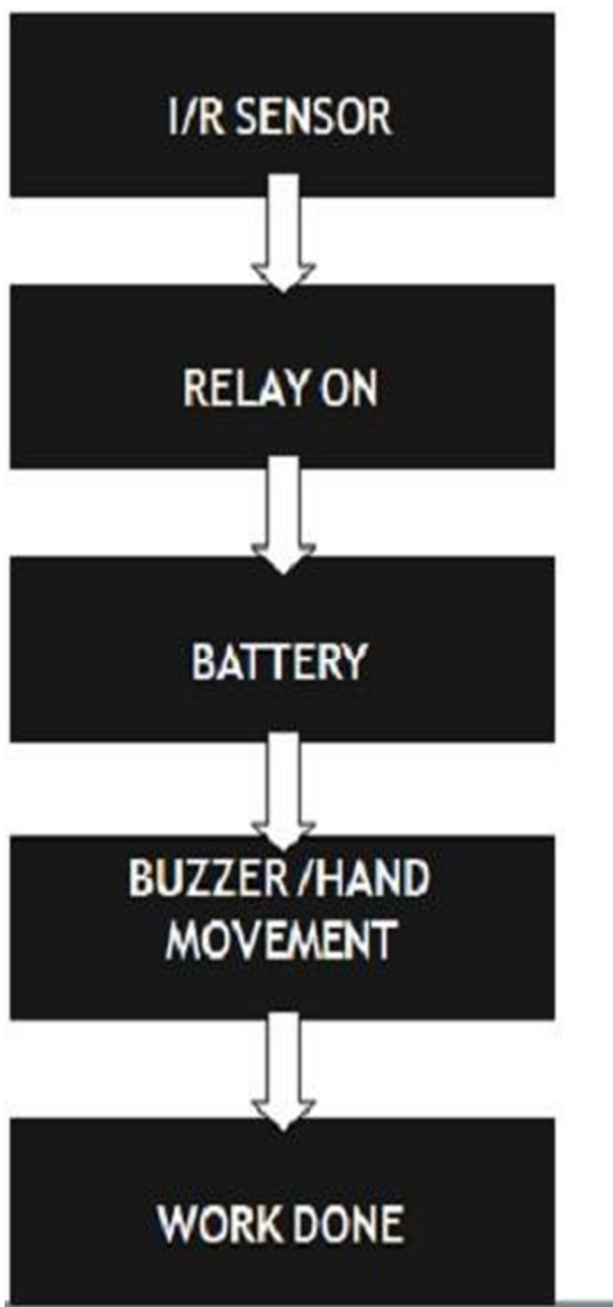 I/R SENSOR
RELAY ON
BATTERY
BUZZER /HAND
MOVEMENT
WORK DONE